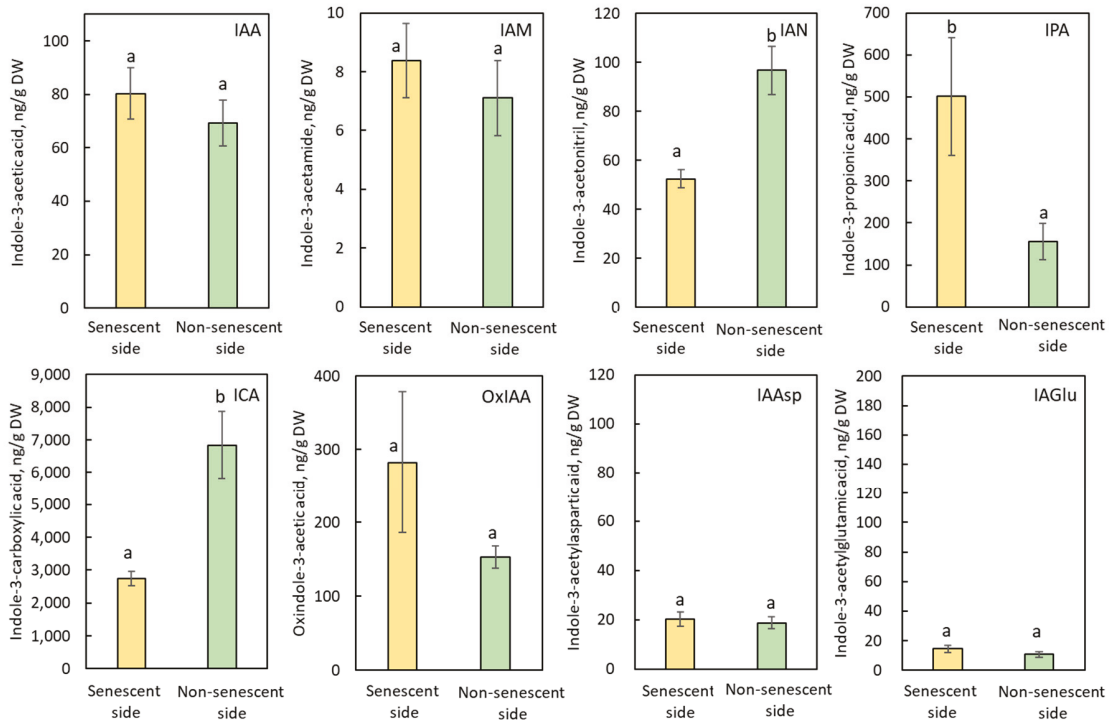 IAA
Indole-3-acetic acid, ng/g DW
100
80
60
40
20
0
a
a
Senescent side
Non-senescent side
IAM
Indole-3-acetamide, ng/g DW
10
8
6
4
2
0
a
a
Senescent side
Non-senescent side
IAN
Indole-3-acetonitril, ng/g DW
120
100
80
60
40
20
0
a
b
Senescent side
Non-senescent side
IPA
Indole-3-propionic acid, ng/g DW
700
600
500
400
300
200
100
0
b
a
Senescent side
Non-senescent side
ICA
Indole-3-carboxylic acid, ng/g DW
9,000
8,000
7,000
6,000
5,000
4,000
3,000
2,000
1,000
0
a
b
Senescent side
Non-senescent side
OxIAA
Oxindole-3-acetic acid, ng/g DW
400
300
200
100
0
a
a
Senescent side
Non-senescent side
IAAsp
Indole-3-acetylasparticaid, ng/g DW
120
100
80
60
40
20
0
a
a
Senescent side
Non-senescent side
IAGlu
Indole-3-acetylglutamicacid, ng/g DW
200
180
160
140
120
100
80
60
40
20
0
a
a
Senescent side
Non-senescent side